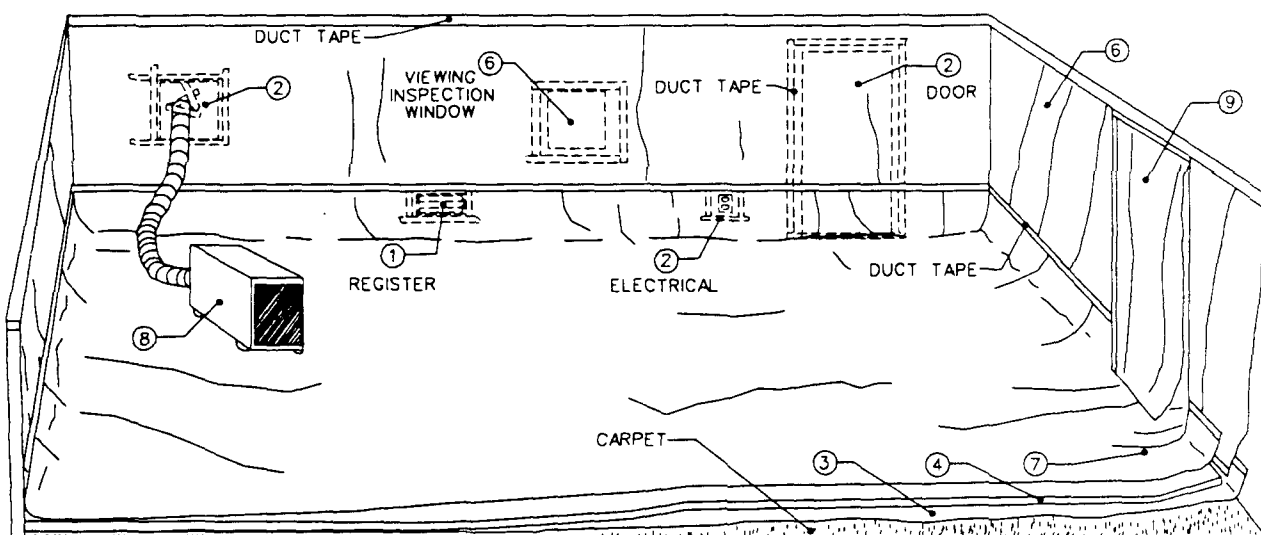 DUCT TAPE
6
2
VIEWING
INSPECTION
WINDOW
6
DUCT TAPE
2
DOOR
9
1
REGISTER
2
ELECTRICAL
DUCT TAPE
8
CARPET
3
4
7